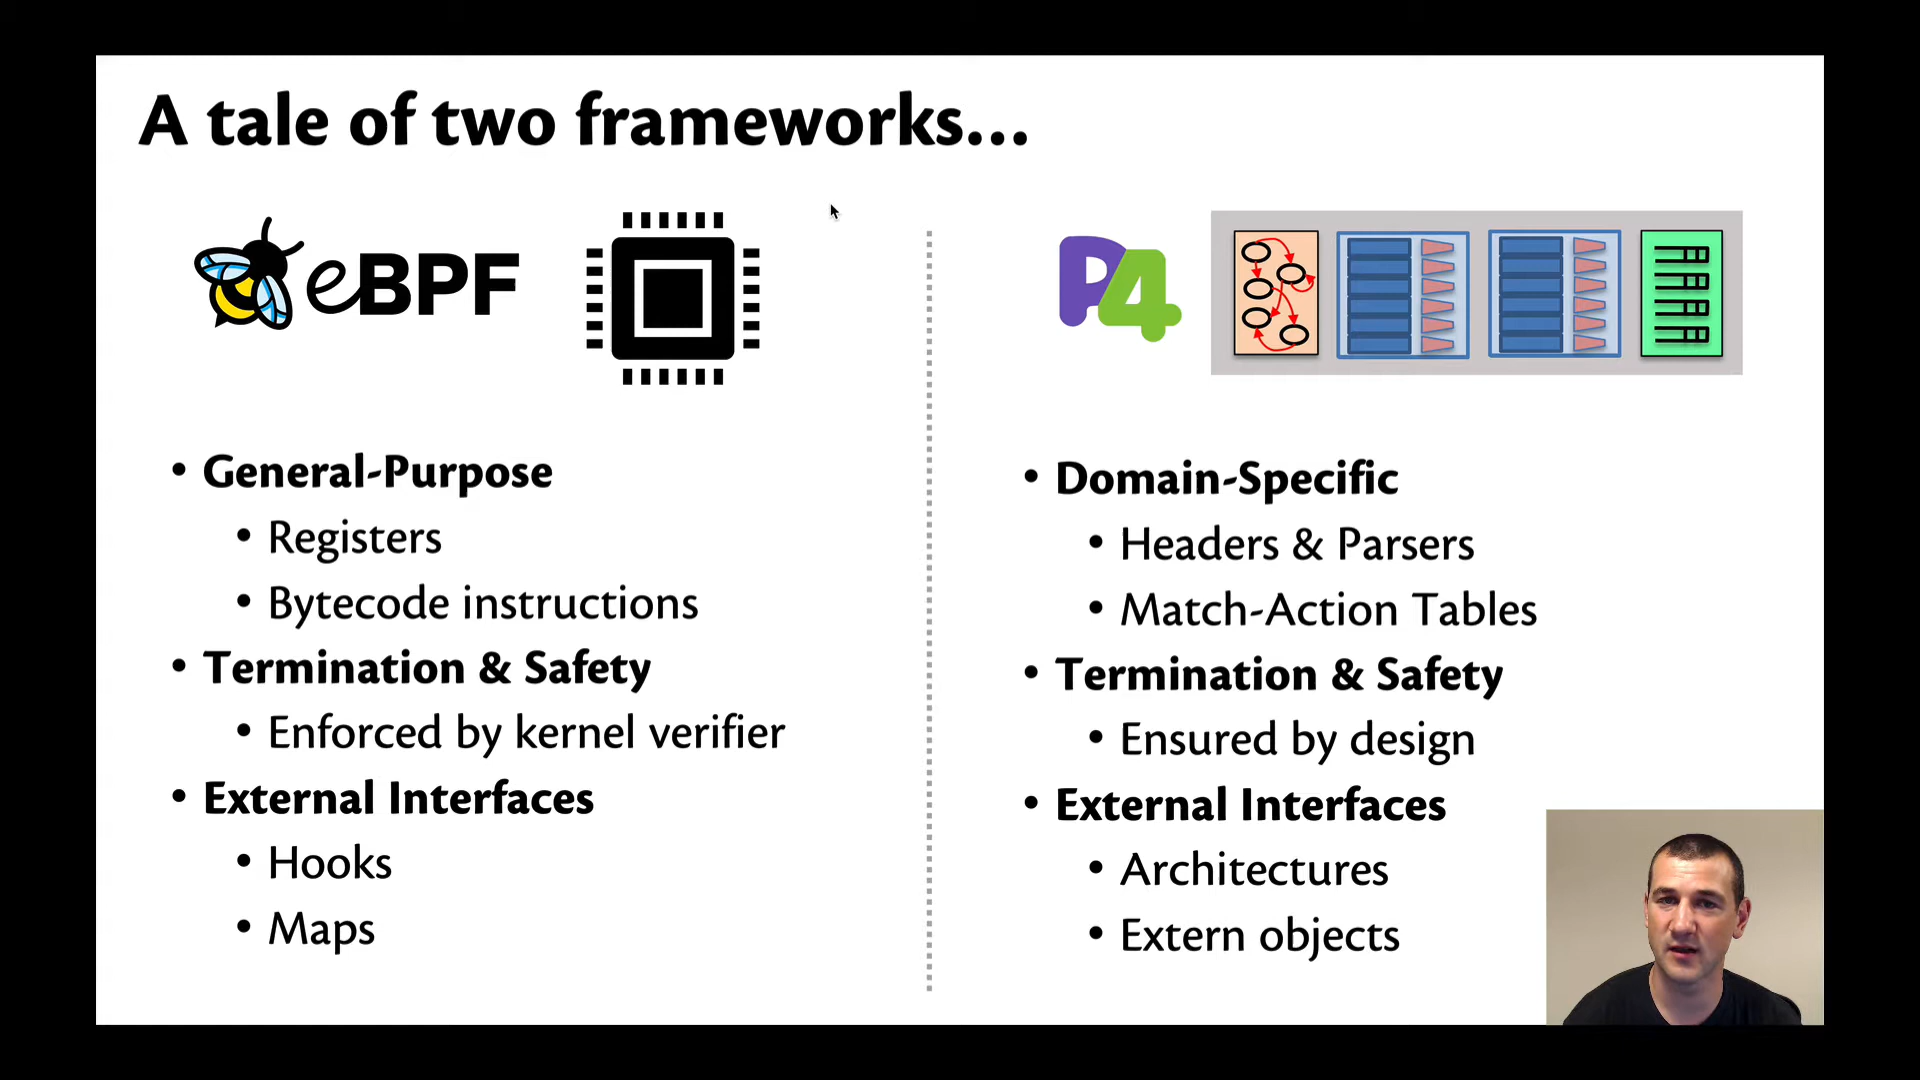 A tale of two frameworks...
eBPF
• General-Purpose
• Registers
• Bytecode instructions
• Termination & Safety
• Enforced by kernel verifier
• External Interfaces
• Hooks
• Maps
P4
• Domain-Specific
• Headers & Parsers
• Match-Action Tables
• Termination & Safety
• Ensured by design
• External Interfaces
• Architectures
• Extern objects